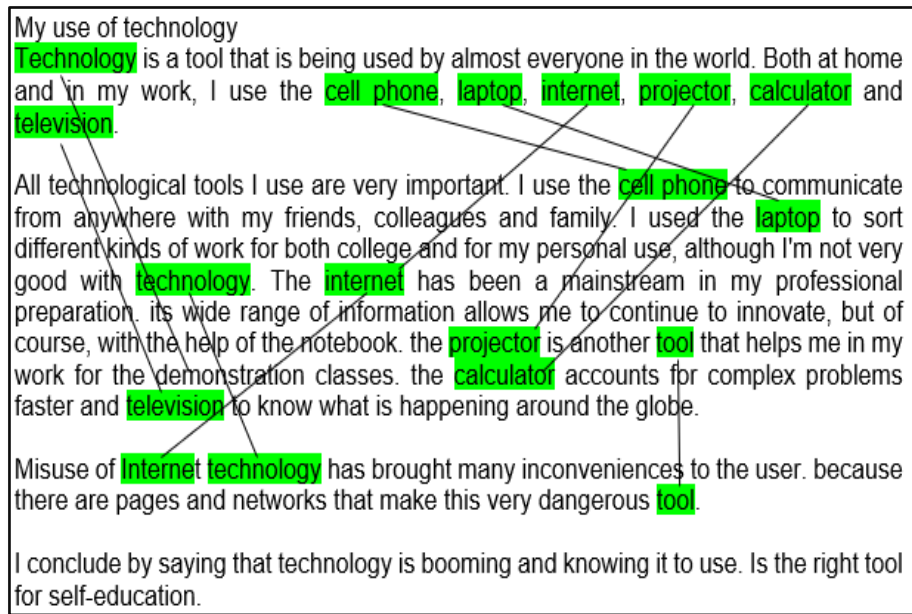 My use of technology
Technology is a tool that is being used by almost everyone in the world. Both at home
and in my work, I use the cell phone, laptop, internet, projector, calculator and
television.
All technological tools I use are very important. I use the cell phone to communicate
from anywhere with my friends, colleagues and family. I used the laptop to sort
different kinds of work for both college and for my personal use, although I'm not very
good with technology. The internet has been a mainstream in my professional
preparation. its wide range of information allows me to continue to innovate, but of
course, with the help of the notebook. the projector is another tool that helps me in my
work for the demonstration classes. the calculator accounts for complex problems
faster and television to know what is happening around the globe.
Misuse of Internet technology has brought many inconveniences to the user. because
there are pages and networks that make this very dangerous tool.
I conclude by saying that technology is booming and knowing it to use. Is the right tool
for self-education.